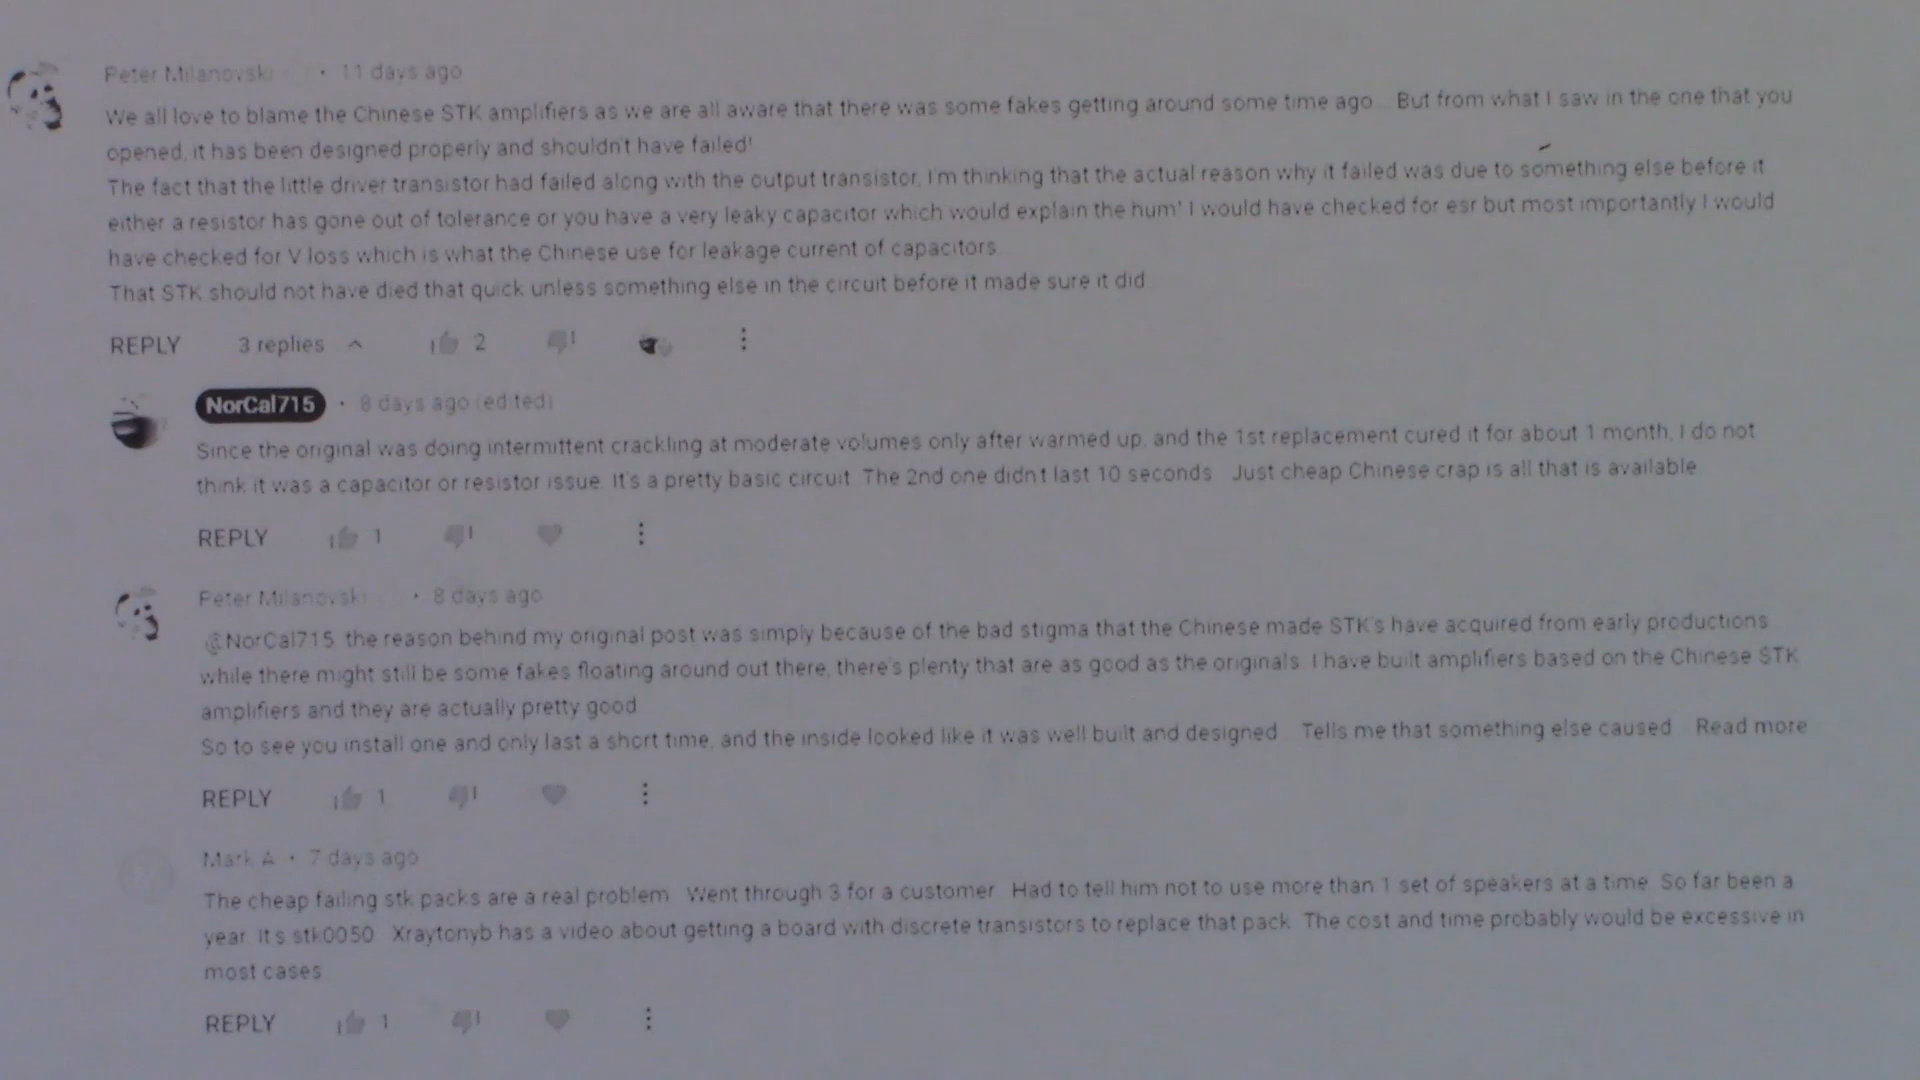 Peter Milanovski · 11 days ago
We all love to blame the Chinese STK amplifiers as we are all aware that there was some fakes getting around some time ago But from what I saw in the one that you
opened, it has been designed properly and shouldn't have failed!
The fact that the little driver transistor had failed along with the output transistor, I'm thinking that the actual reason why it failed was due to something else before it
either a resistor has gone out of tolerance or you have a very leaky capacitor which would explain the hum' I would have checked for esr but most importantly I would
have checked for V loss which is what the Chinese use for leakage current of capacitors
That STK should not have died that quick unless something else in the circuit before it made sure it did
REPLY 3 replies 2
NorCal715 · 8 days ago (edited)
Since the original was doing intermittent crackling at moderate volumes only after warmed up, and the 1st replacement cured it for about 1 month, I do not
think it was a capacitor or resistor issue. It's a pretty basic circuit. The 2nd one didn't last 10 seconds Just cheap Chinese crap is all that is available
REPLY 1
Peter Milanovski · 8 days ago
@NorCal715 the reason behind my original post was simply because of the bad stigma that the Chinese made STK's have acquired from early productions
while there might still be some fakes floating around out there, there's plenty that are as good as the originals. I have built amplifiers based on the Chinese STK
amplifiers and they are actually pretty good
So to see you install one and only last a short time, and the inside looked like it was well built and designed Tells me that something else caused Read more
REPLY 1
Mark A · 7 days ago
The cheap failing stk packs are a real problem Went through 3 for a customer Had to tell him not to use more than 1 set of speakers at a time So far been a
year It's stk0050 Xraytonyb has a video about getting a board with discrete transistors to replace that pack The cost and time probably would be excessive in
most cases
REPLY 1